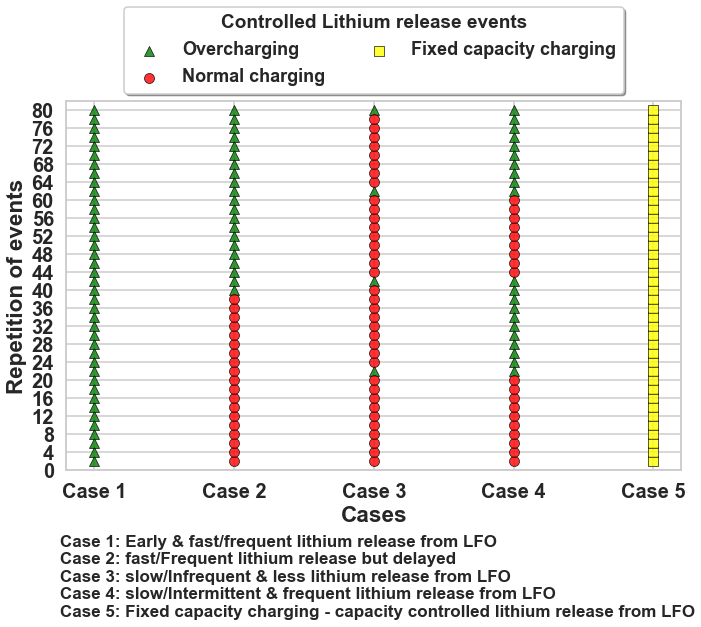 Controlled Lithium release events
Overcharging
Fixed capacity charging
Normal charging
Repetition of events
80
76
72
68
64
60
56
52
48
44
40
36
32
28
24
20
16
12
8
4
0
Case 1 Case 2 Case 3 Case 4 Case 5
Cases
Case 1: Early & fast/frequent lithium release from LFO
Case 2: fast/Frequent lithium release but delayed
Case 3: slow/Infrequent & less lithium release from LFO
Case 4: slow/Intermittent & frequent lithium release from LFO
Case 5: Fixed capacity charging - capacity controlled lithium release from LFO